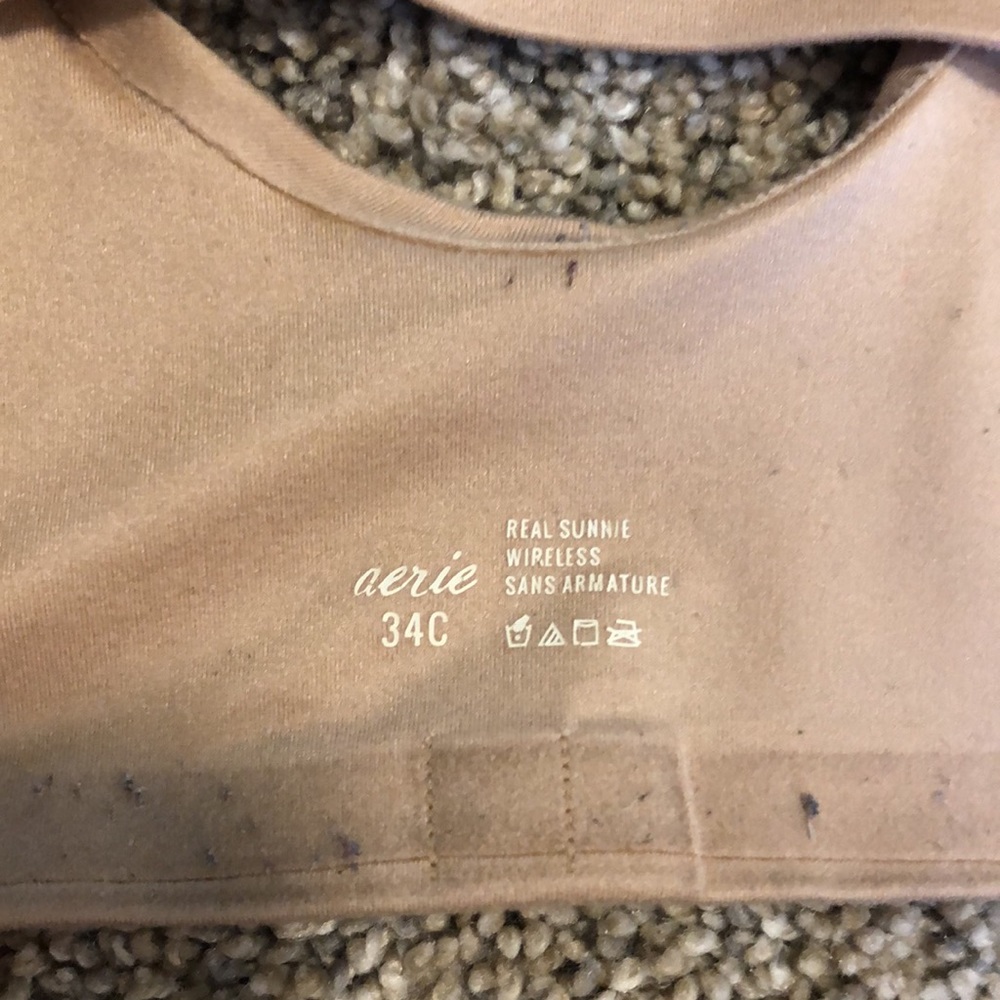 aerie
34C
REAL SUNNIE
WIRELESS
SANS ARMATURE